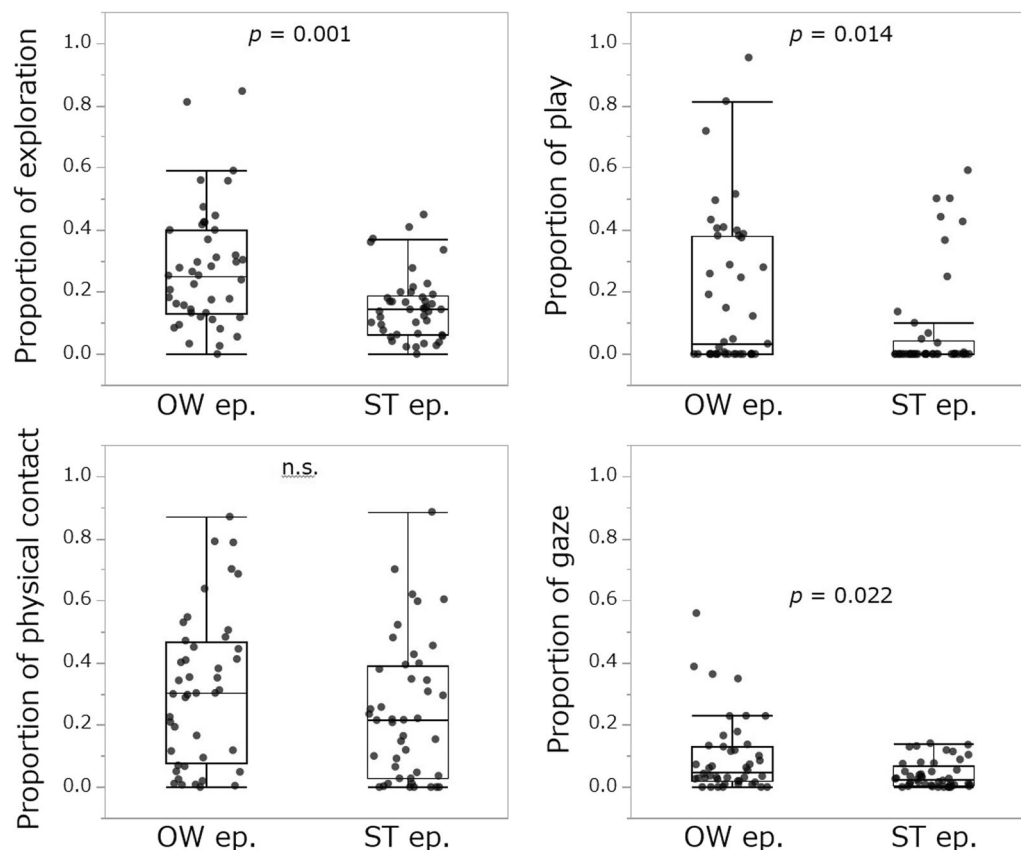 Proportion of exploration
1.0
0.8
0.6
0.4
0.2
0.0
p = 0.001
OW ep. ST ep.
Proportion of play
1.0
0.8
0.6
0.4
0.2
0.0
p = 0.014
OW ep. ST ep.
Proportion of physical contact
1.0
0.8
0.6
0.4
0.2
0.0
n.s.
OW ep. ST ep.
Proportion of gaze
1.0
0.8
0.6
0.4
0.2
0.0
p = 0.022
OW ep. ST ep.